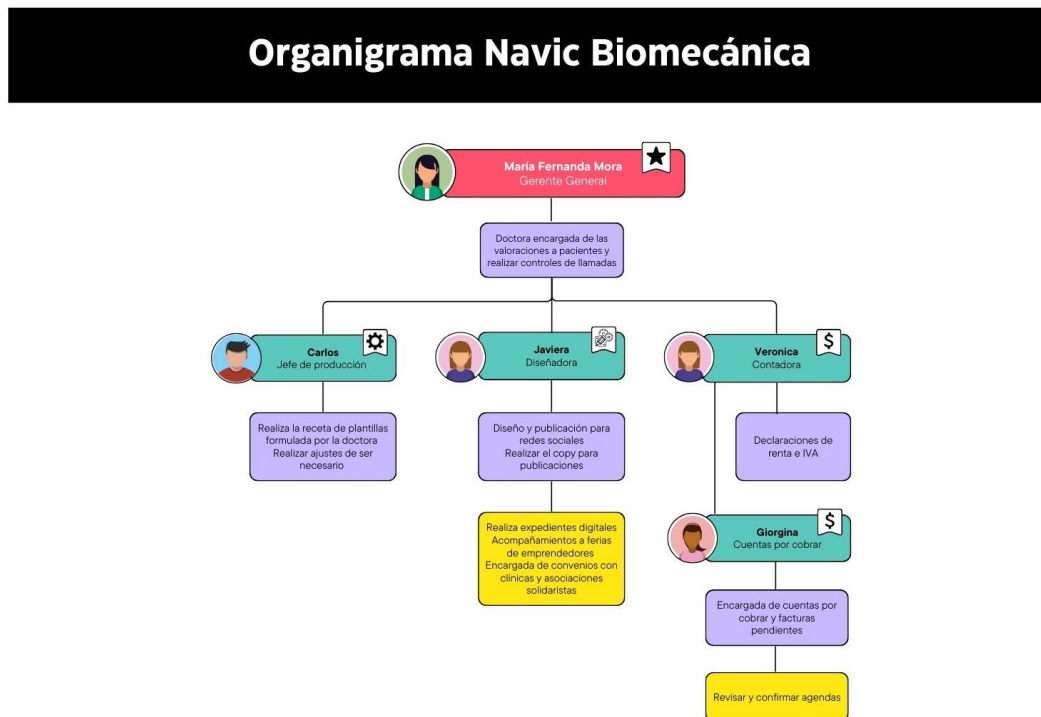 Organigrama Navic Biomecánica
María Fernanda Mora
Gerente General
Doctora encargada de las
valoraciones a pacientes y
realizar controles de llamadas
Carlos
Jefe de producción
Realiza la receta de plantillas
formulada por la doctora
Realizar ajustes de ser
necesario
Javiera
Diseñadora
Diseño y publicación para
redes sociales
Realizar el copy para
publicaciones
Realiza expedientes digitales
Acompañamientos a ferias
de emprendedores
Encargada de convenios con
clínicas y asociaciones
solidaristas
Veronica
$
Contadora
Declaraciones de
renta e IVA
Giorgina
$
Cuentas por cobrar
Encargada de cuentas por
cobrar y facturas
pendientes
Revisar y confirmar agendas